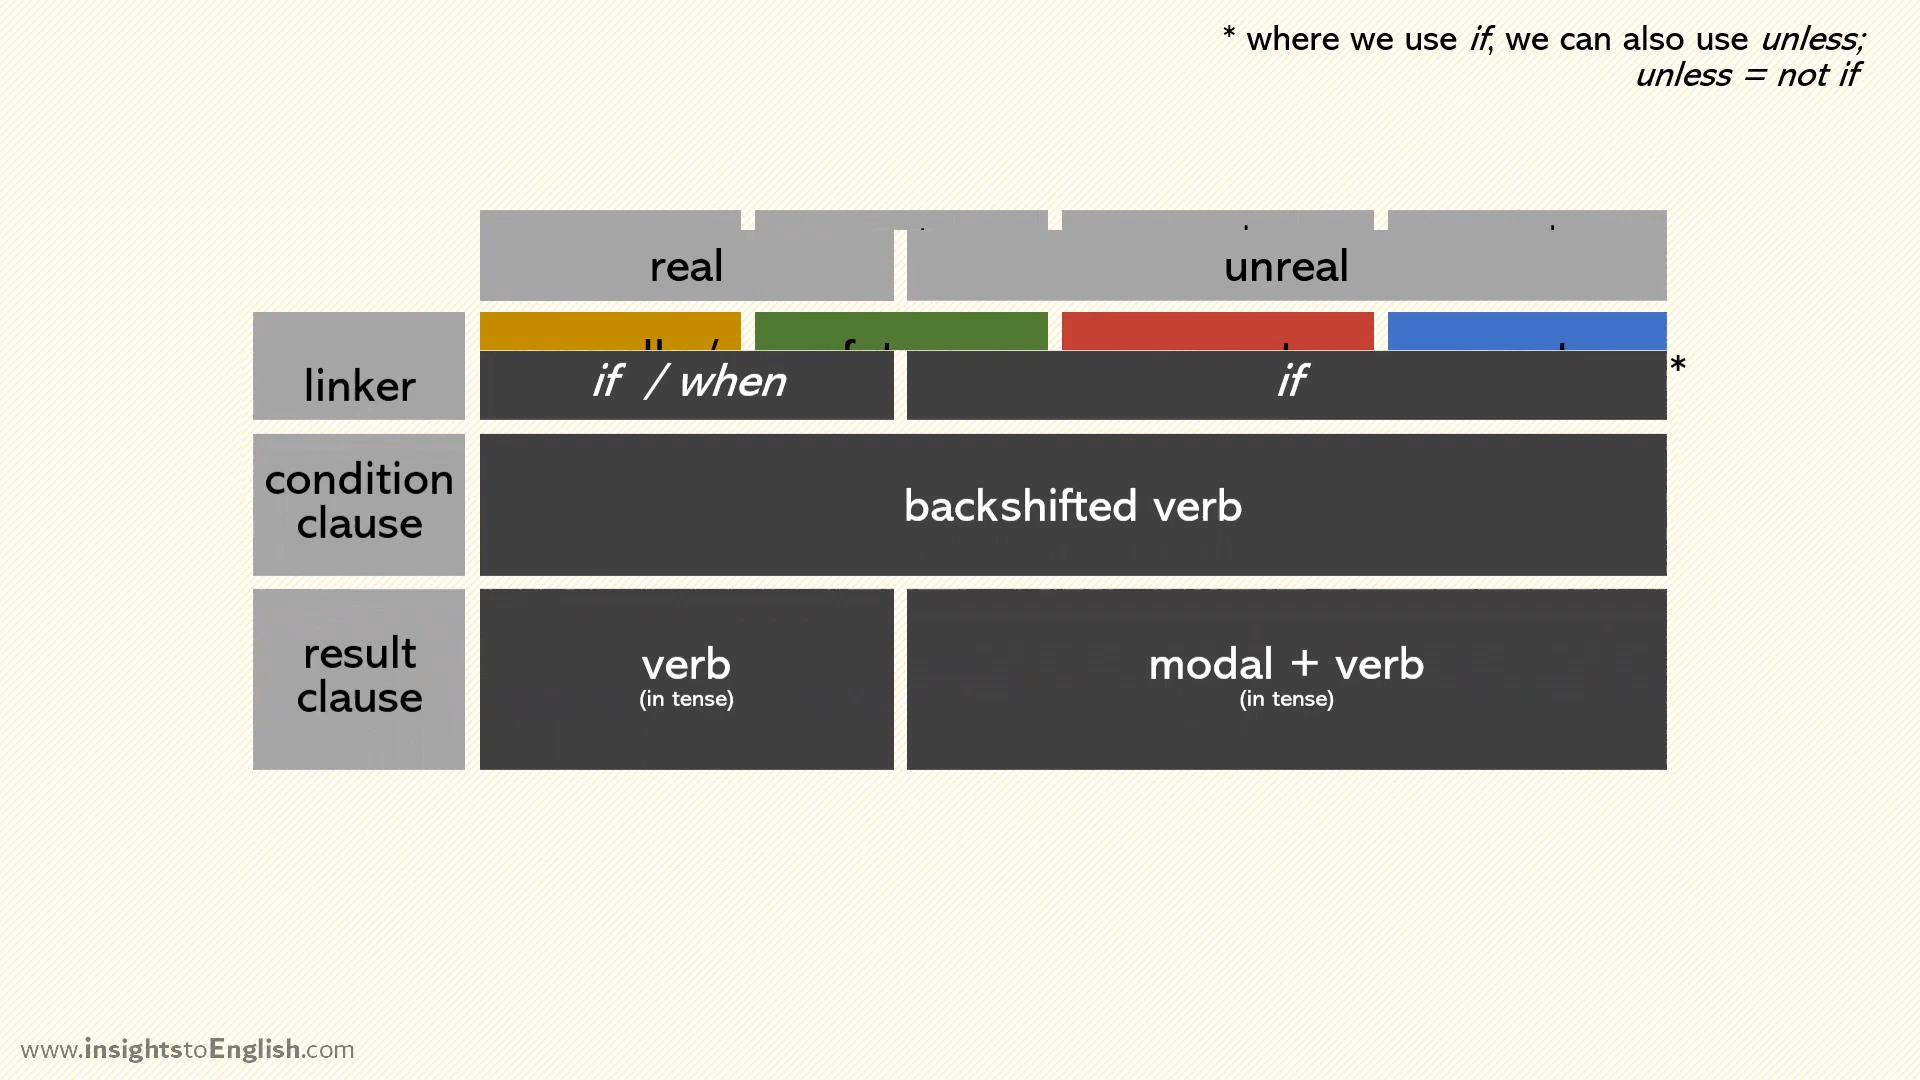 * where we use if, we can also use unless;
unless = not if
real unreal
linker if / when if *
condition
clause
backshifted verb
result
clause
verb
(in tense)
modal + verb
(in tense)
www.insightstoEnglish.com